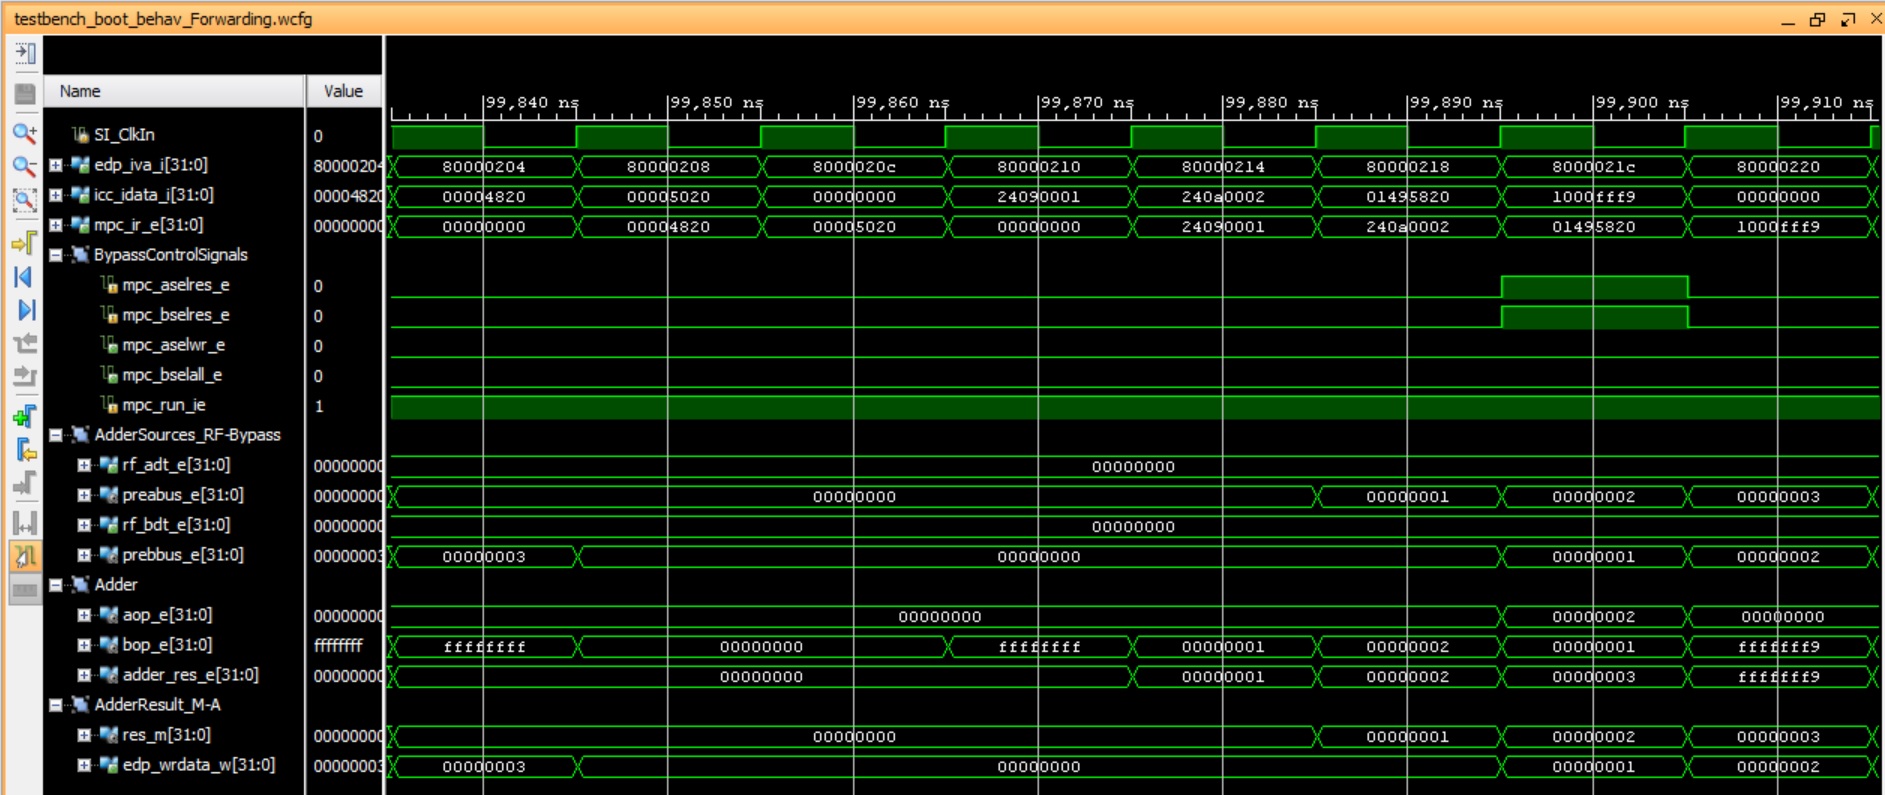 testbench_boot_behav_Forwarding.wcfg
Name Value 99,840 ns 99,850 ns 99,860 ns 99,870 ns 99,880 ns 99,890 ns 99,900 ns 99,910 ns
SI_ClkIn 0
edp_iva_i[31:0] 80000204 80000204 80000208 8000020c 80000210 80000214 80000218 8000021c 80000220
icc_idata_i[31:0] 00004820 00004820 00005020 00000000 24090001 240a0002 01495820 1000fff9 00000000
mpc_ir_e[31:0] 00000000 00000000 00004820 00005020 00000000 24090001 240a0002 01495820 1000fff9
BypassControlSignals
mpc_aselres_e 0
mpc_bselres_e 0
mpc_aselwr_e 0
mpc_bselall_e 0
mpc_run_ie 1
AdderSources_RF-Bypass
rf_adt_e[31:0] 00000000 00000000
preabus_e[31:0] 00000000 00000000 00000001 00000002 00000003
rf_bdt_e[31:0] 00000000 00000000
prebbus_e[31:0] 00000003 00000003 00000000 00000001 00000002
Adder
aop_e[31:0] 00000000 00000000 00000002 00000000
bop_e[31:0] ffffffff ffffffff 00000000 ffffffff 00000001 00000002 00000001 fffffff9
adder_res_e[31:0] 00000000 00000000 00000001 00000002 00000003 fffffff9
AdderResult_M-A
res_m[31:0] 00000000 00000000 00000001 00000002 00000003
edp_wrdata_w[31:0] 00000003 00000003 00000000 00000001 00000002